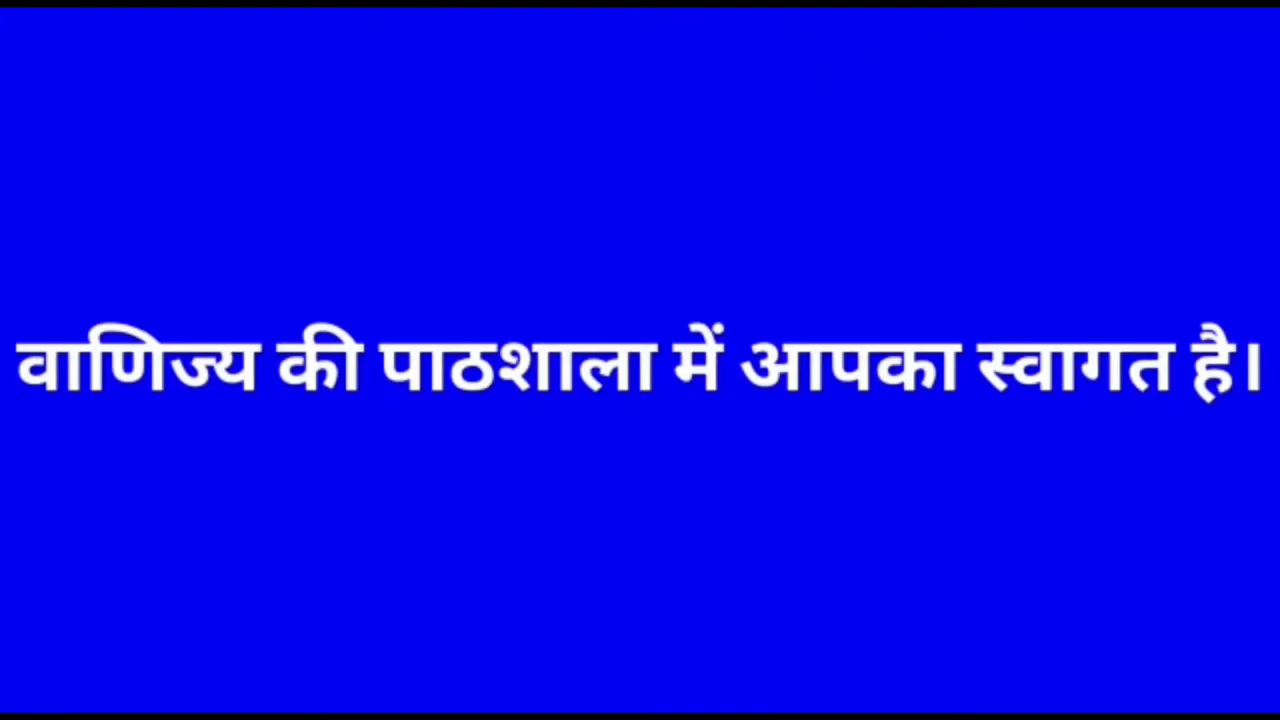 वाणिज्य की पाठशाला में आपका स्वागत है।